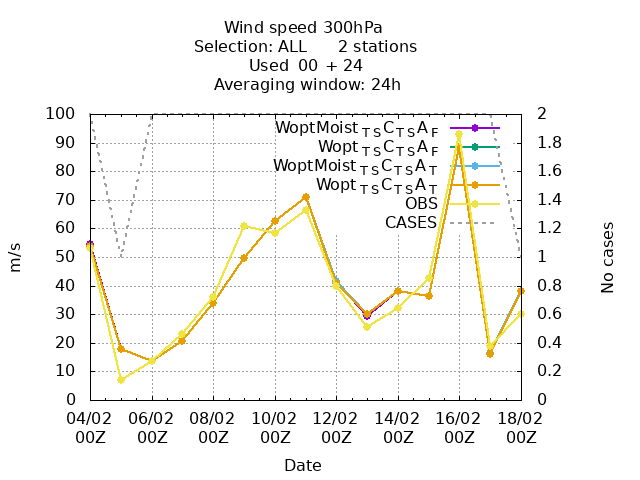 Wind speed 300hPa
Selection: ALL 2 stations
Used 00 + 24
Averaging window: 24h
100 2
90 1.8
80 1.6
70 1.4
60 1.2
50 1
40 0.8
30 0.6
20 0.4
10 0.2
0 0
WoptMoist TS C TS A F
Wopt TS C TS A F
WoptMoist TS C TS A T
Wopt TS C TS A T
OBS
CASES
m/s
No cases
04/02 06/02 08/02 10/02 12/02 14/02 16/02 18/02
00Z 00Z 00Z 00Z 00Z 00Z 00Z 00Z
Date